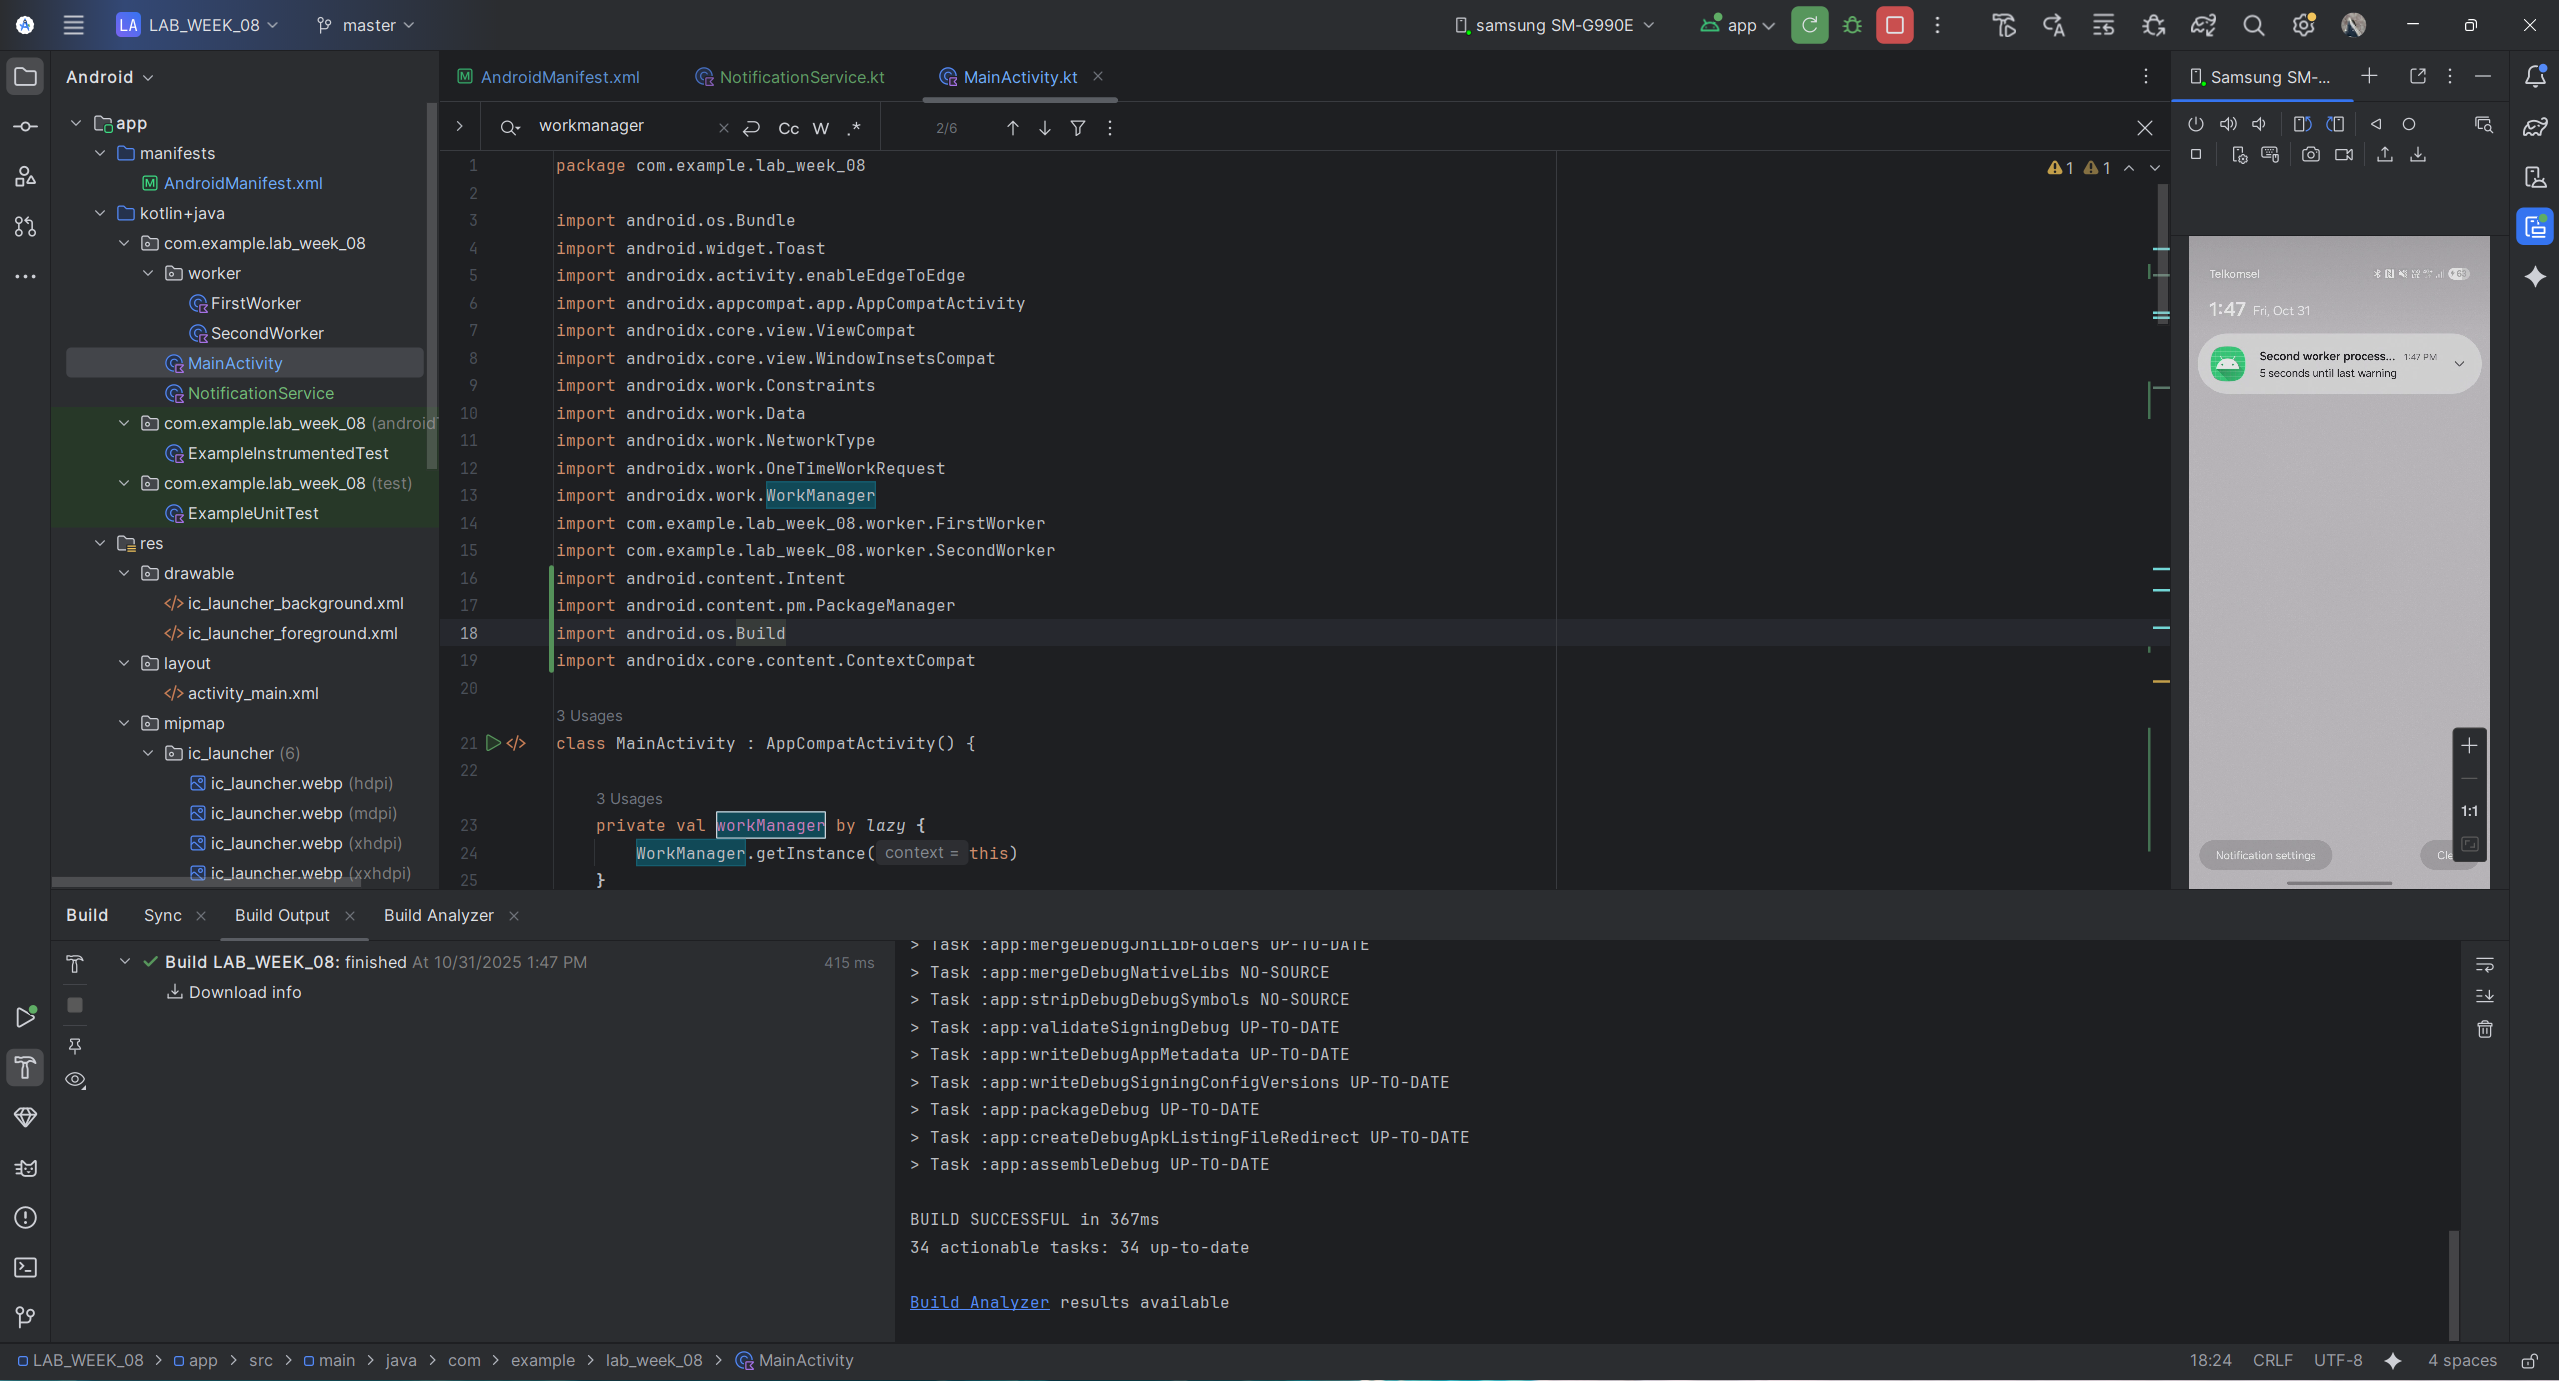 LA LAB_WEEK_08
master
samsung SM-G990E
app
Android
AndroidManifest.xml
NotificationService.kt
MainActivity.kt
Samsung SM-...
workmanager
Cc W .*
2/6
app
manifests
AndroidManifest.xml
kotlin+java
com.example.lab_week_08
worker
FirstWorker
SecondWorker
MainActivity
NotificationService
com.example.lab_week_08 (android
ExampleInstrumentedTest
com.example.lab_week_08 (test)
ExampleUnitTest
res
drawable
ic_launcher_background.xml
ic_launcher_foreground.xml
layout
activity_main.xml
mipmap
ic_launcher (6)
ic_launcher.webp (hdpi)
ic_launcher.webp (mdpi)
ic_launcher.webp (xhdpi)
ic_launcher.webp (xxhdpi)
1 package com.example.lab_week_08
2
3 import android.os.Bundle
4 import android.widget.Toast
5 import androidx.activity.enableEdgeToEdge
6 import androidx.appcompat.app.AppCompatActivity
7 import androidx.core.view.ViewCompat
8 import androidx.core.view.WindowInsetsCompat
9 import androidx.work.Constraints
10 import androidx.work.Data
11 import androidx.work.NetworkType
12 import androidx.work.OneTimeWorkRequest
13 import androidx.work.WorkManager
14 import com.example.lab_week_08.worker.FirstWorker
15 import com.example.lab_week_08.worker.SecondWorker
16 import android.content.Intent
17 import android.content.pm.PackageManager
18 import android.os.Build
19 import androidx.core.content.ContextCompat
20
3 Usages
21 class MainActivity : AppCompatActivity() {
22
3 Usages
23 private val workManager by lazy {
24 WorkManager.getInstance( context = this)
25 }
1 1
Telkomsel
1:47 Fri, Oct 31
Second worker process... 1:47 PM
5 seconds until last warning
1:1
Notification settings
Cle
Build
Sync
Build Output
Build Analyzer
Build LAB_WEEK_08: finished At 10/31/2025 1:47 PM
415 ms
Download info
> Task :app:mergeDebugJniLibFolders UP-TO-DATE
> Task :app:mergeDebugNativeLibs NO-SOURCE
> Task :app:stripDebugDebugSymbols NO-SOURCE
> Task :app:validateSigningDebug UP-TO-DATE
> Task :app:writeDebugAppMetadata UP-TO-DATE
> Task :app:writeDebugSigningConfigVersions UP-TO-DATE
> Task :app:packageDebug UP-TO-DATE
> Task :app:createDebugApkListingFileRedirect UP-TO-DATE
> Task :app:assembleDebug UP-TO-DATE
BUILD SUCCESSFUL in 367ms
34 actionable tasks: 34 up-to-date
Build Analyzer results available
LAB_WEEK_08 > app > src > main > java > com > example > lab_week_08 > MainActivity
18:24 CRLF UTF-8 4 spaces